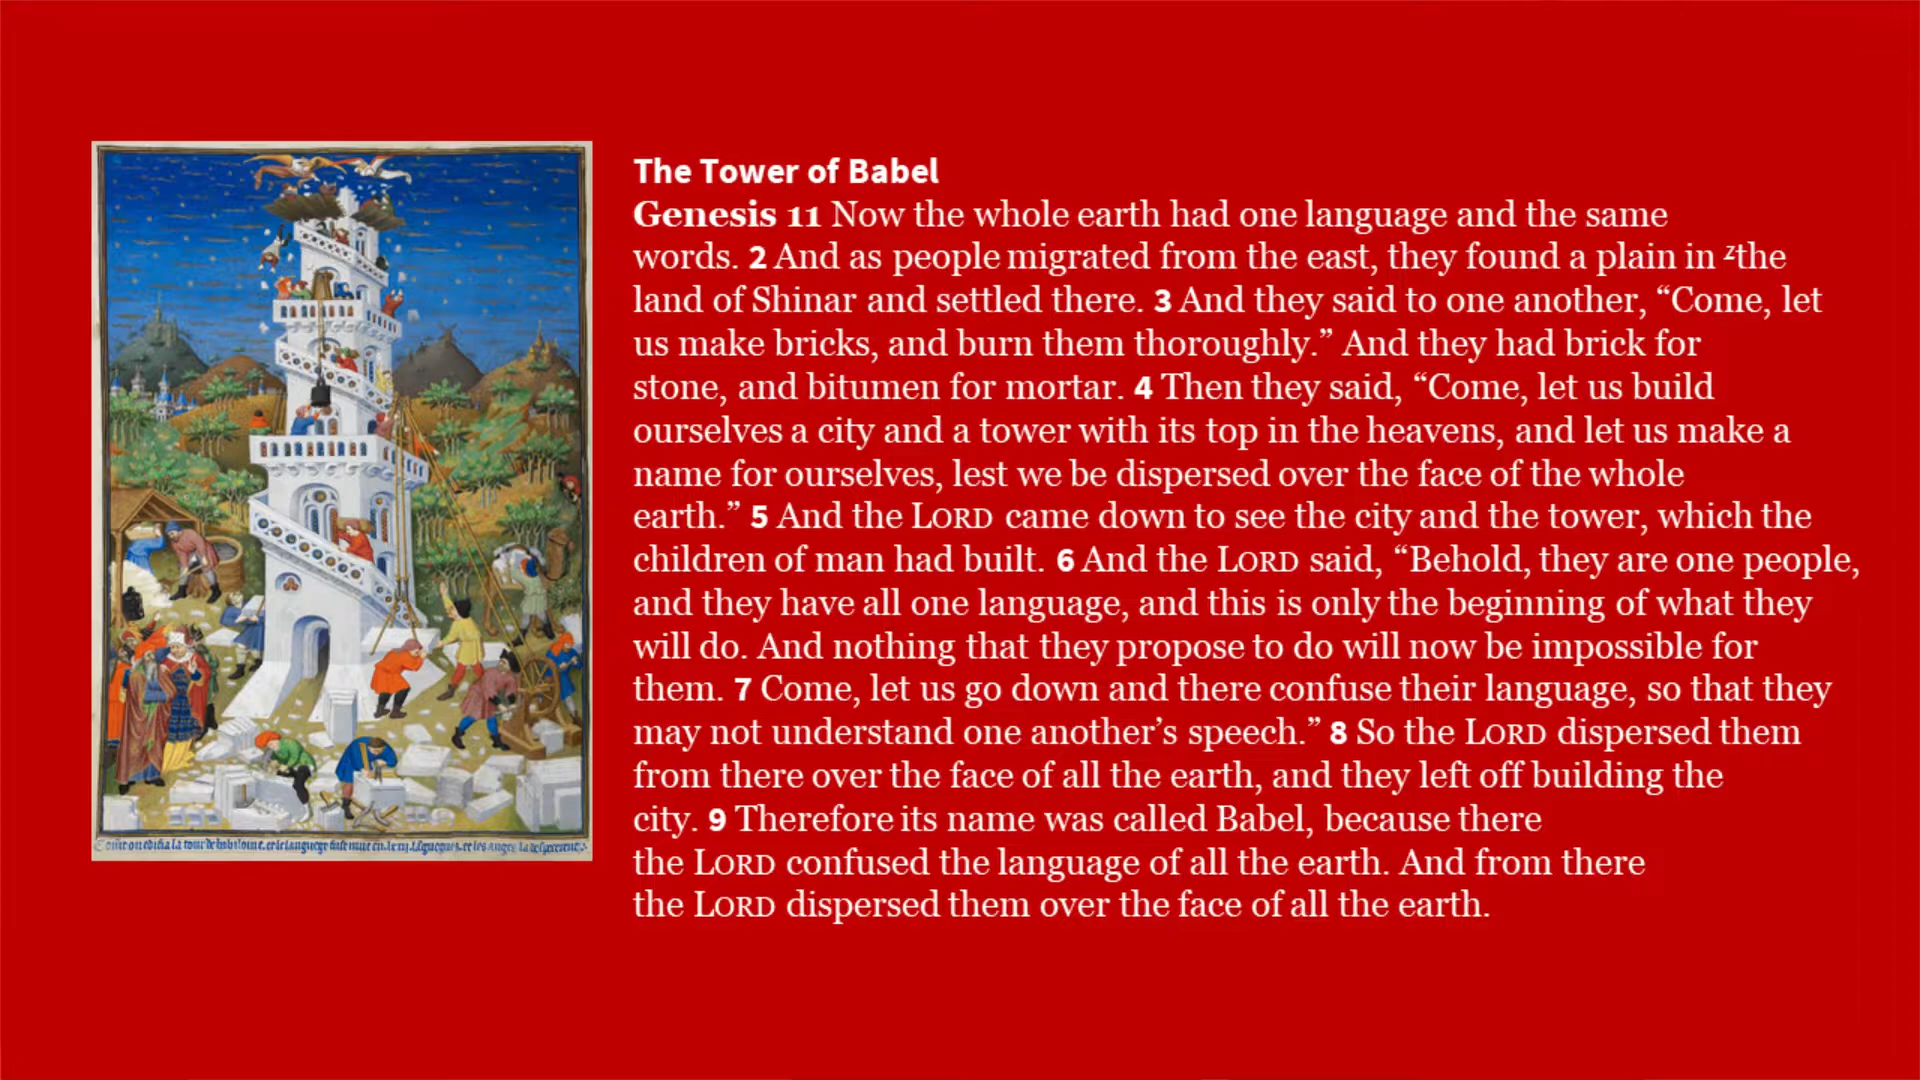 The Tower of Babel
Genesis 11 Now the whole earth had one language and the same
words. 2 And as people migrated from the east, they found a plain in zthe
land of Shinar and settled there. 3 And they said to one another, “Come, let
us make bricks, and burn them thoroughly.” And they had brick for
stone, and bitumen for mortar. 4 Then they said, “Come, let us build
ourselves a city and a tower with its top in the heavens, and let us make a
name for ourselves, lest we be dispersed over the face of the whole
earth.” 5 And the LORD came down to see the city and the tower, which the
children of man had built. 6 And the LORD said, “Behold, they are one people,
and they have all one language, and this is only the beginning of what they
will do. And nothing that they propose to do will now be impossible for
them. 7 Come, let us go down and there confuse their language, so that they
may not understand one another’s speech.” 8 So the LORD dispersed them
from there over the face of all the earth, and they left off building the
city. 9 Therefore its name was called Babel, because there
the LORD confused the language of all the earth. And from there
the LORD dispersed them over the face of all the earth.